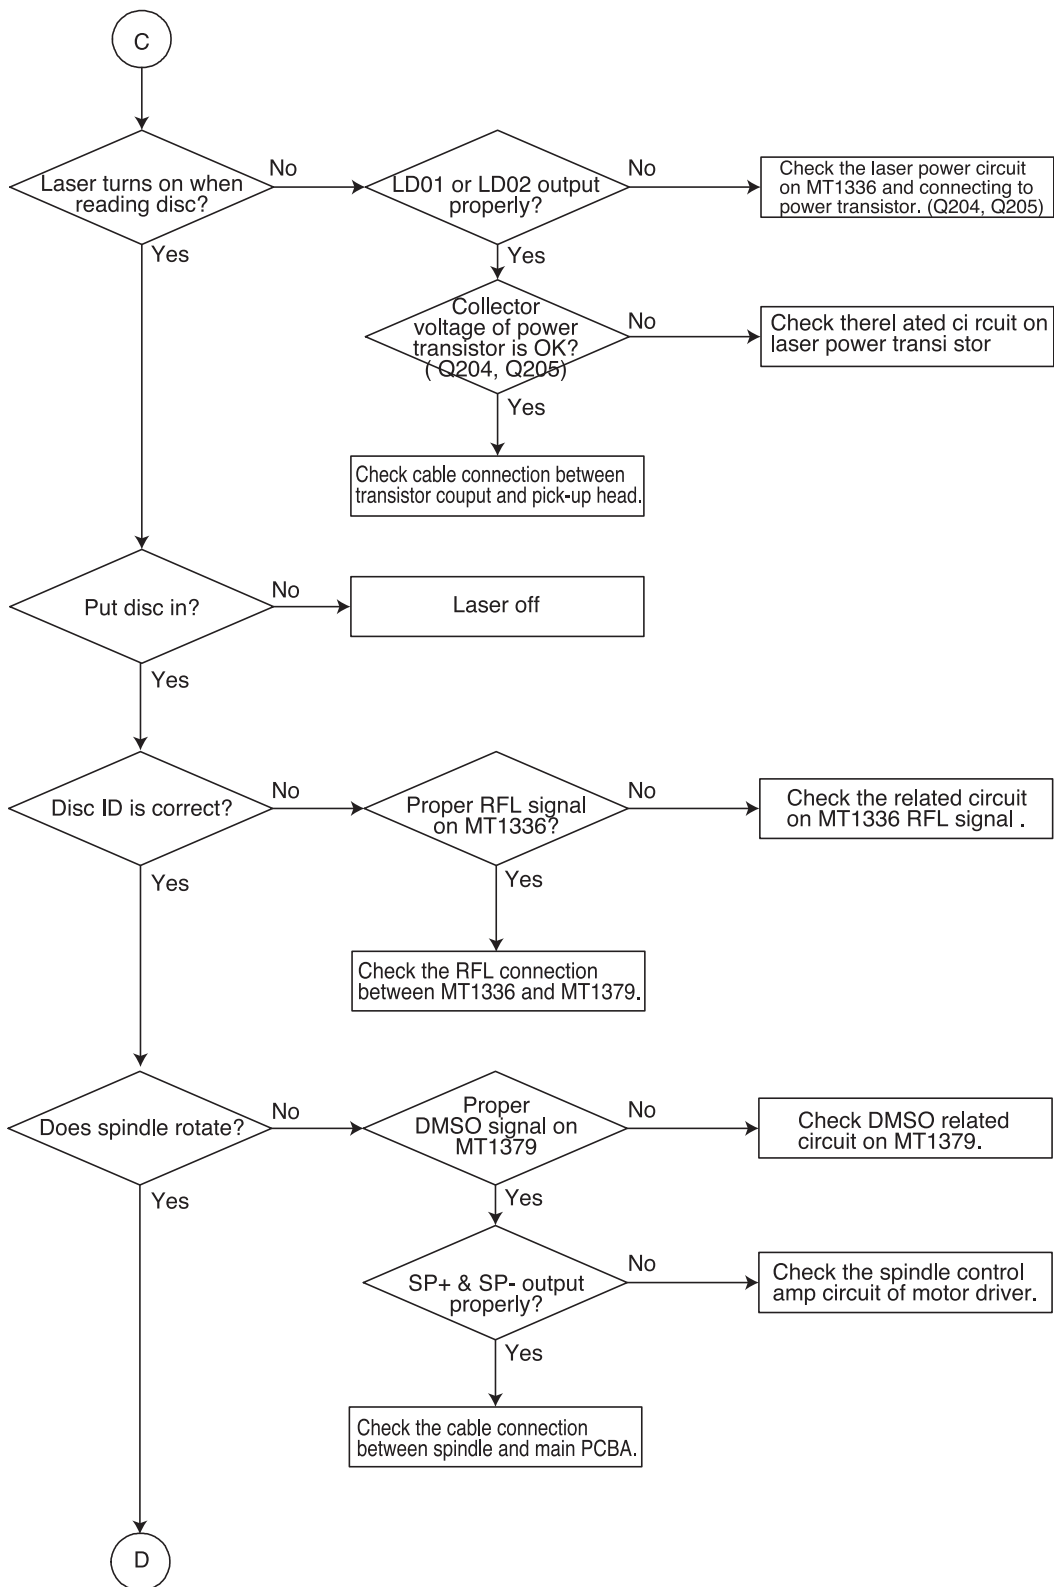 C
Laser turns on when
reading disc?
No
LD01 or LD02 output
properly?
No
Check the laser power circuit
on MT1336 and connecting to
power transistor. (Q204, Q205)
Yes
Yes
Collector
voltage of power
transistor is OK?
( Q204, Q205)
No
Check therel ated ci rcuit on
laser power transi stor
Yes
Check cable connection between
transistor couput and pick-up head.
Put disc in?
No
Laser off
Yes
Disc ID is correct?
No
Proper RFL signal
on MT1336?
No
Check the related circuit
on MT1336 RFL signal .
Yes
Yes
Check the RFL connection
between MT1336 and MT1379.
Does spindle rotate?
No
Proper
DMSO signal on
MT1379
No
Check DMSO related
circuit on MT1379.
Yes
Yes
SP+ & SP- output
properly?
No
Check the spindle control
amp circuit of motor driver.
Yes
Check the cable connection
between spindle and main PCBA.
D